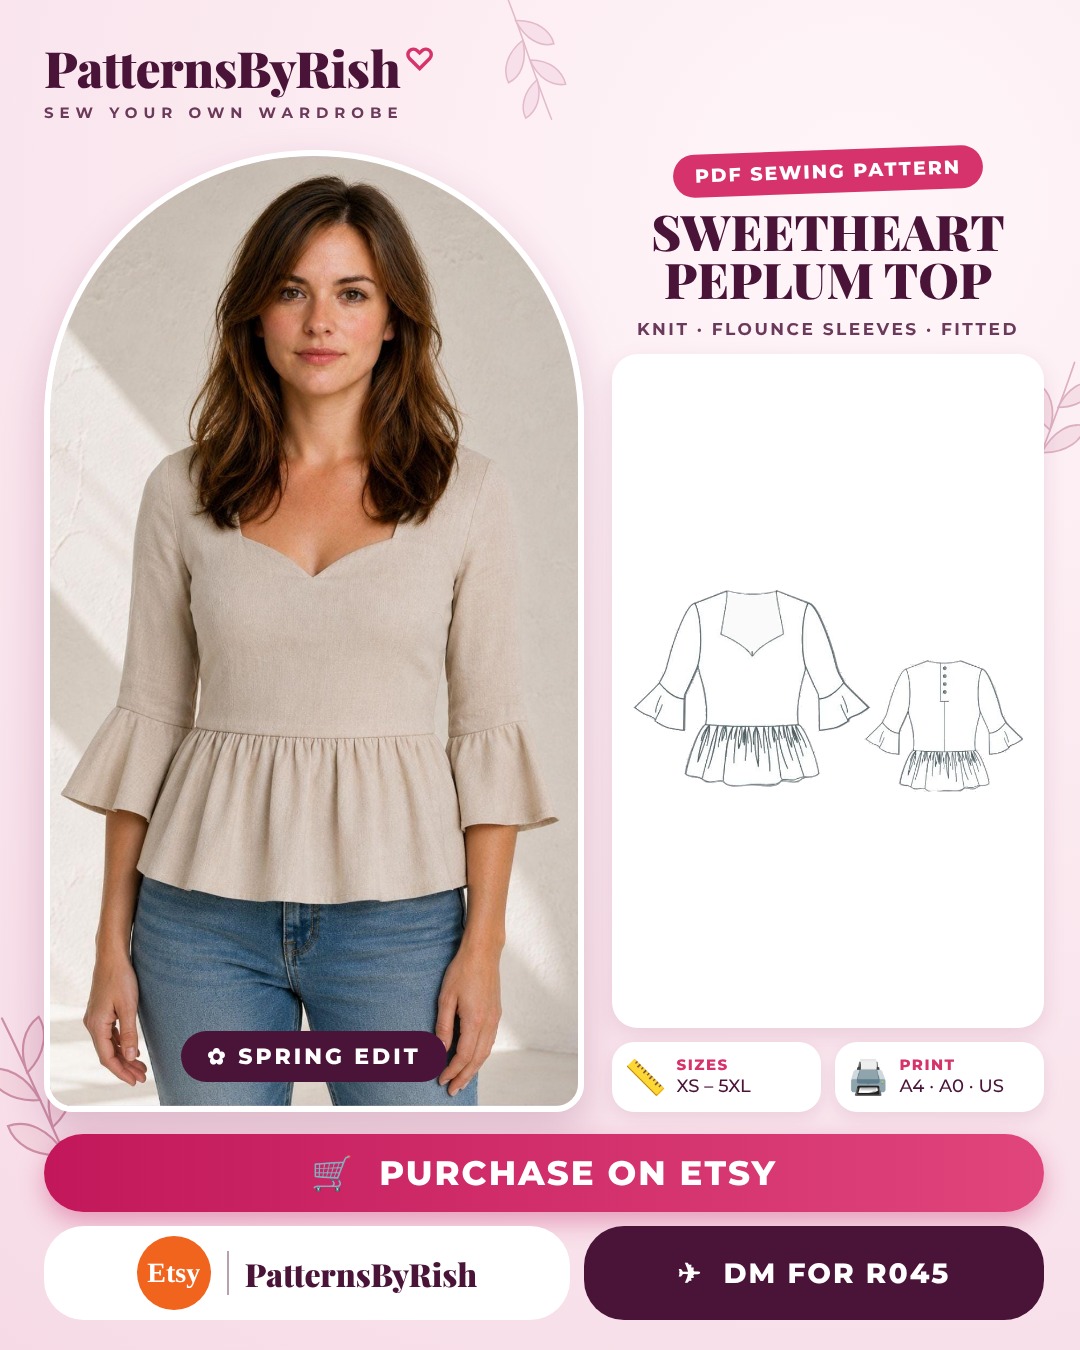 PatternsByRish
SEW YOUR OWN WARDROBE
PDF SEWING PATTERN
SWEETHEART
PEPLUM TOP
KNIT · FLOUNCE SLEEVES · FITTED
✿ SPRING EDIT
SIZES
XS – 5XL
PRINT
A4 · A0 · US
PURCHASE ON ETSY
Etsy
PatternsByRish
DM FOR R045